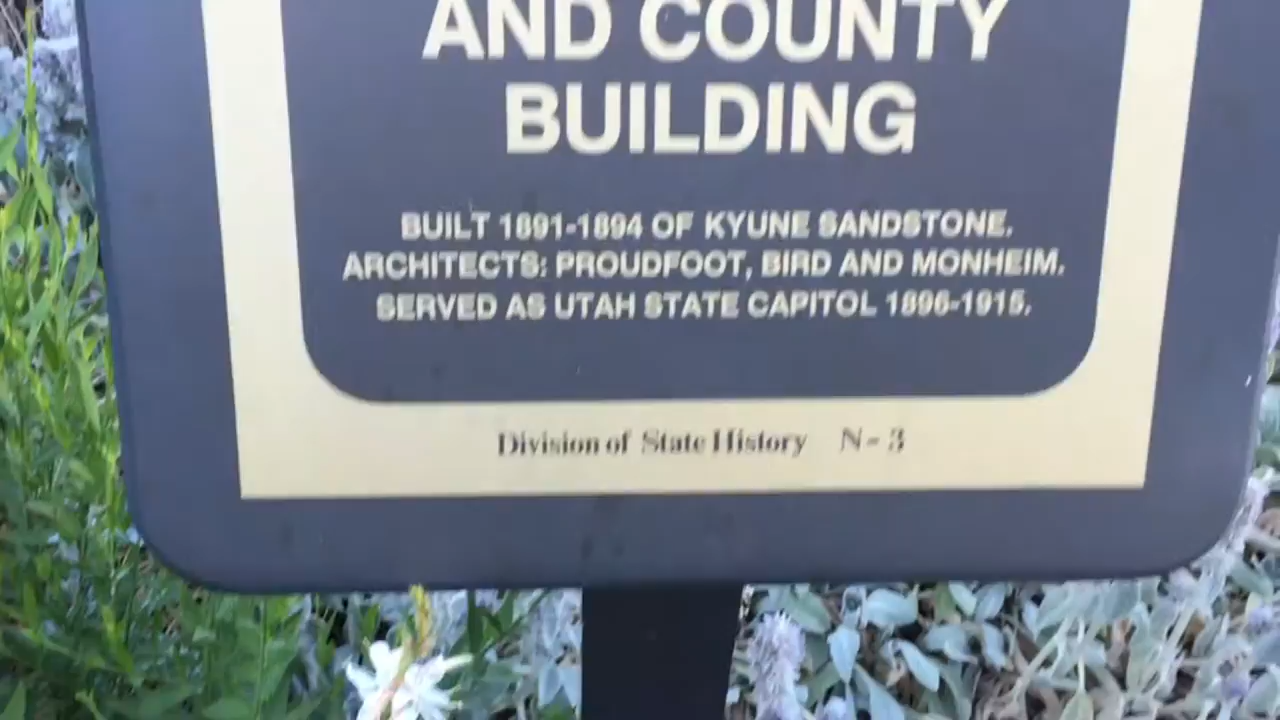 AND COUNTY
BUILDING
BUILT 1891-1894 OF KYUNE SANDSTONE.
ARCHITECTS: PROUDFOOT, BIRD AND MONHEIM.
SERVED AS UTAH STATE CAPITOL 1896-1915.
Division of State History N-3